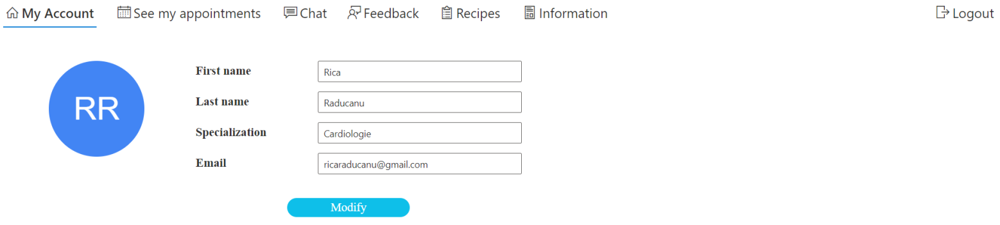 My Account See my appointments Chat Feedback Recipes Information Logout
RR
First name Rica
Last name Raducanu
Specialization Cardiologie
Email ricaraducanu@gmail.com
Modify